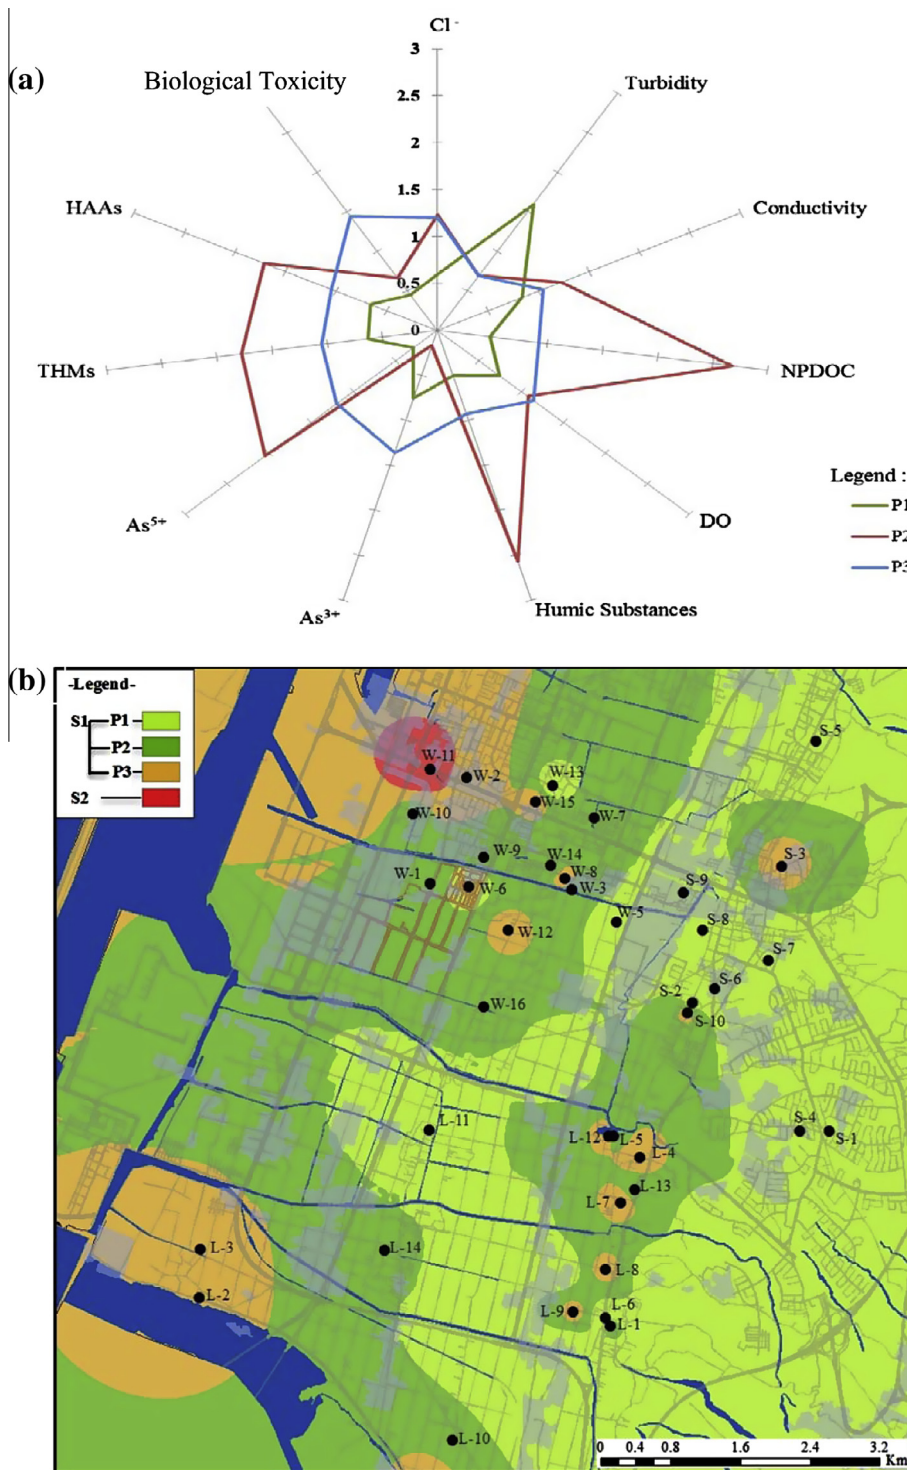 (a)
Cl-
3
2.5
2
1.5
1
0.5
0
Biological Toxicity
Turbidity
HAAs
Conductivity
THMs
NPDOC
As5+
DO
As3+
Humic Substances
Legend :
P1
P2
P3
(b)
-Legend-
S1 P1
P2
P3
S2
S-5
W-11
W-2
W-13
W-15
W-10
W-7
W-9
W-14
S-3
W-8
W-1
W-6
W-3
S-9
W-5
S-8
W-12
S-7
S-6
S-2
W-16
S-10
L-11
L-12
L-5
S-4
S-1
L-4
L-13
L-7
L-3
L-14
L-8
L-2
L-9
L-6
L-1
L-10
0 0.4 0.8 1.6 2.4 3.2
Km